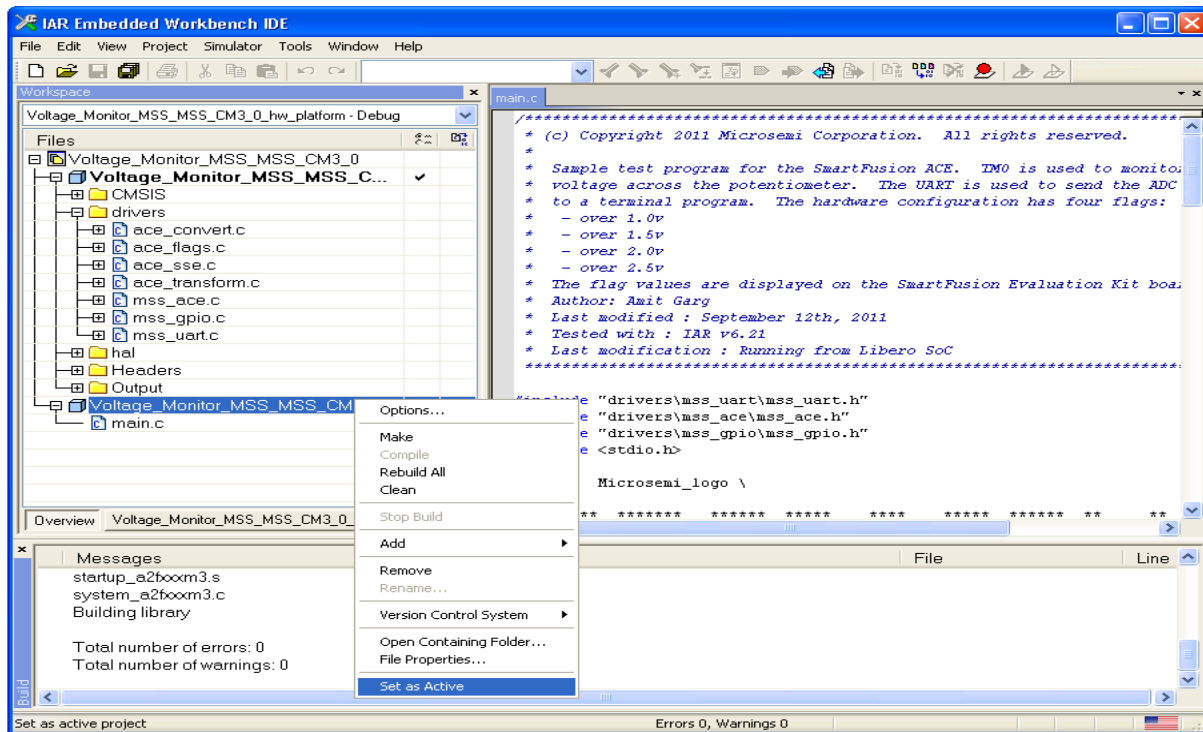 IAR Embedded Workbench IDE
File Edit View Project Simulator Tools Window Help
Workspace
Voltage_Monitor_MSS_MSS_CM3_0_hw_platform - Debug
Files
Voltage_Monitor_MSS_MSS_CM3_0
Voltage_Monitor_MSS_MSS_C...
CMSIS
drivers
ace_convert.c
ace_flags.c
ace_sse.c
ace_transform.c
mss_ace.c
mss_gpio.c
mss_uart.c
hal
Headers
Output
Voltage_Monitor_MSS_MSS_CM
main.c
Overview Voltage_Monitor_MSS_MSS_CM3_0_
main.c
/****************************************************************************
* (c) Copyright 2011 Microsemi Corporation. All rights reserved.
*
* Sample test program for the SmartFusion ACE. TM0 is used to monito
* voltage across the potentiometer. The UART is used to send the ADC
* to a terminal program. The hardware configuration has four flags:
* - over 1.0v
* - over 1.5v
* - over 2.0v
* - over 2.5v
* The flag values are displayed on the SmartFusion Evaluation Kit boa
* Author: Amit Garg
* Last modified : September 12th, 2011
* Tested with : IAR v6.21
* Last modification : Running from Libero SoC
****************************************************************************
e "drivers\mss_uart\mss_uart.h"
e "drivers\mss_ace\mss_ace.h"
e "drivers\mss_gpio\mss_gpio.h"
e <stdio.h>
Microsemi_logo \
** ******* ****** ***** **** ***** ****** ** **
Options...
Make
Compile
Rebuild All
Clean
Stop Build
Add
Remove
Rename...
Version Control System
Open Containing Folder...
File Properties...
Set as Active
Messages File Line
startup_a2fxxxm3.s
system_a2fxxxm3.c
Building library
Total number of errors: 0
Total number of warnings: 0
Build
Set as active project Errors 0, Warnings 0